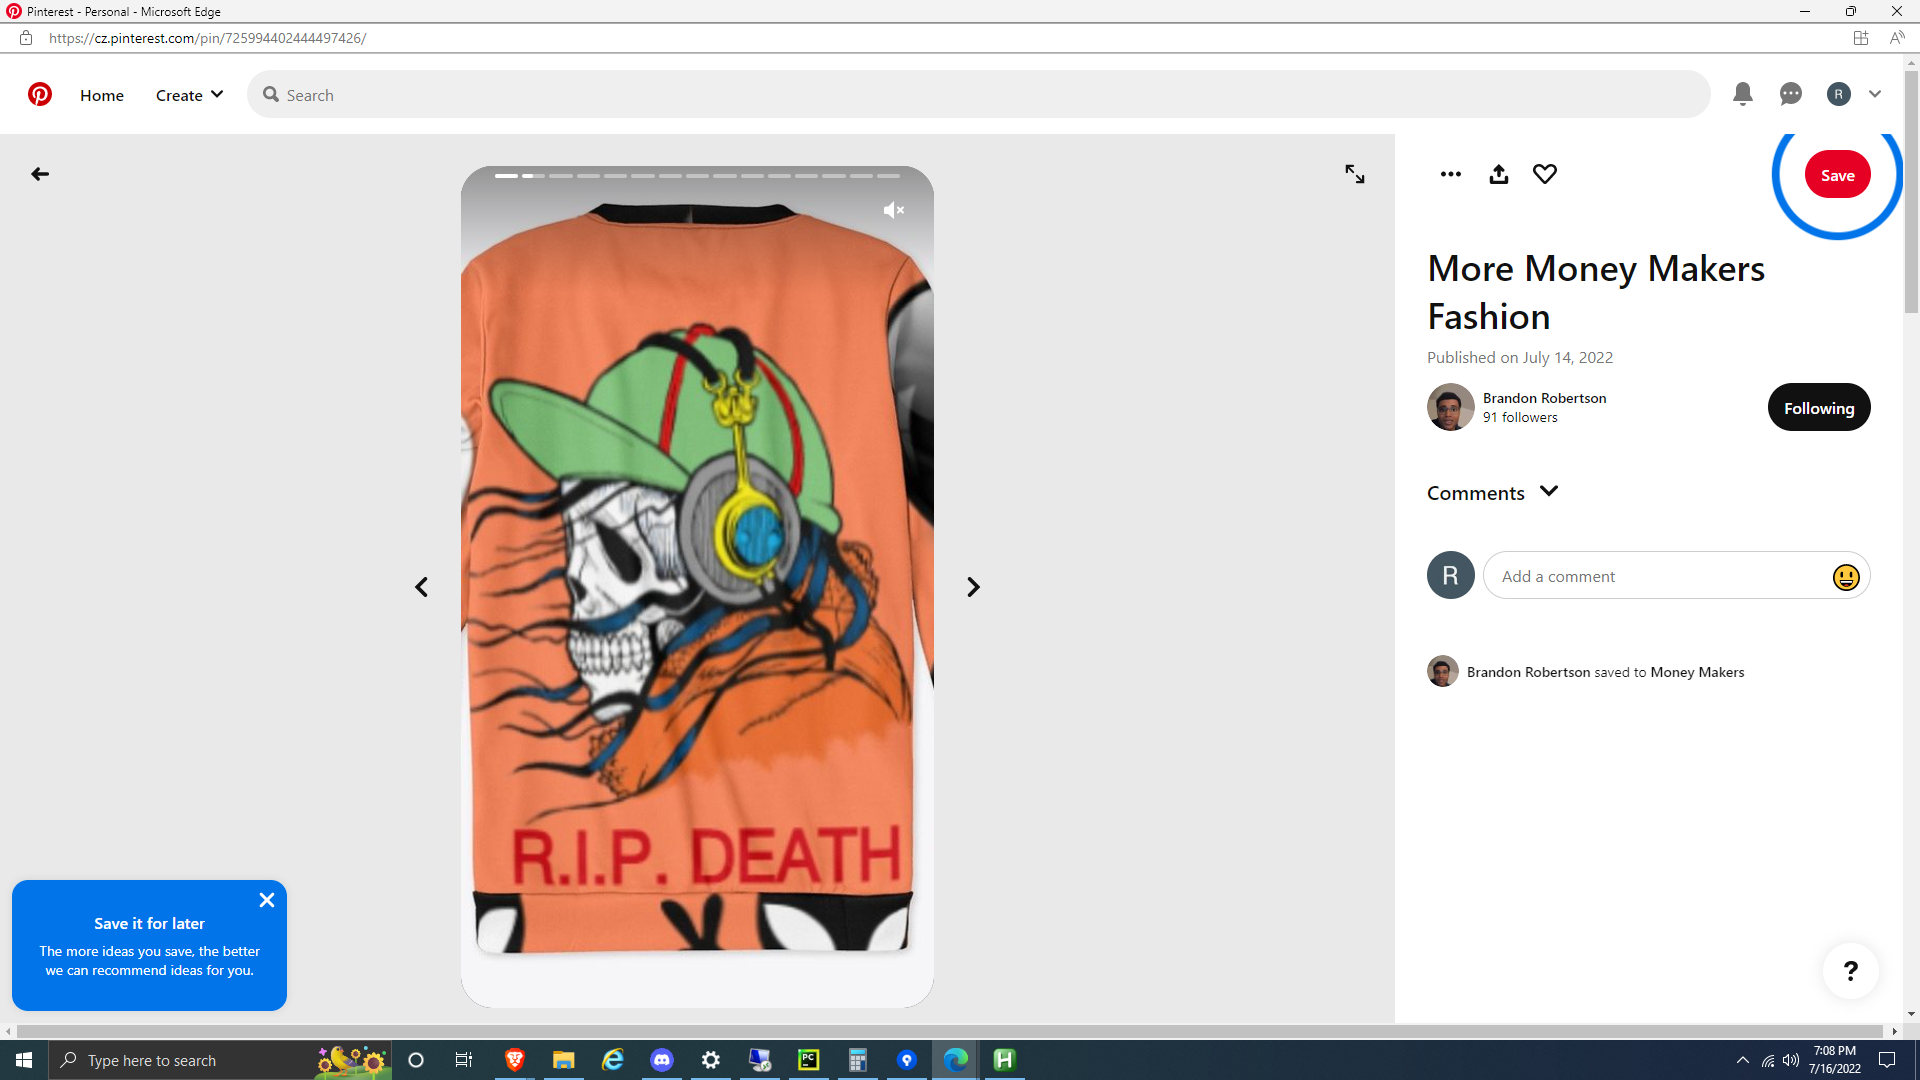 Pinterest - Personal - Microsoft Edge
https://cz.pinterest.com/pin/725994402444497426/
Home
Create
Search
R
Save
More Money Makers
Fashion
Published on July 14, 2022
Brandon Robertson
91 followers
Following
Comments
R
Add a comment
Brandon Robertson saved to Money Makers
R.I.P. DEATH
Save it for later
The more ideas you save, the better
we can recommend ideas for you.
?
Type here to search
PC
H
7:08 PM
7/16/2022